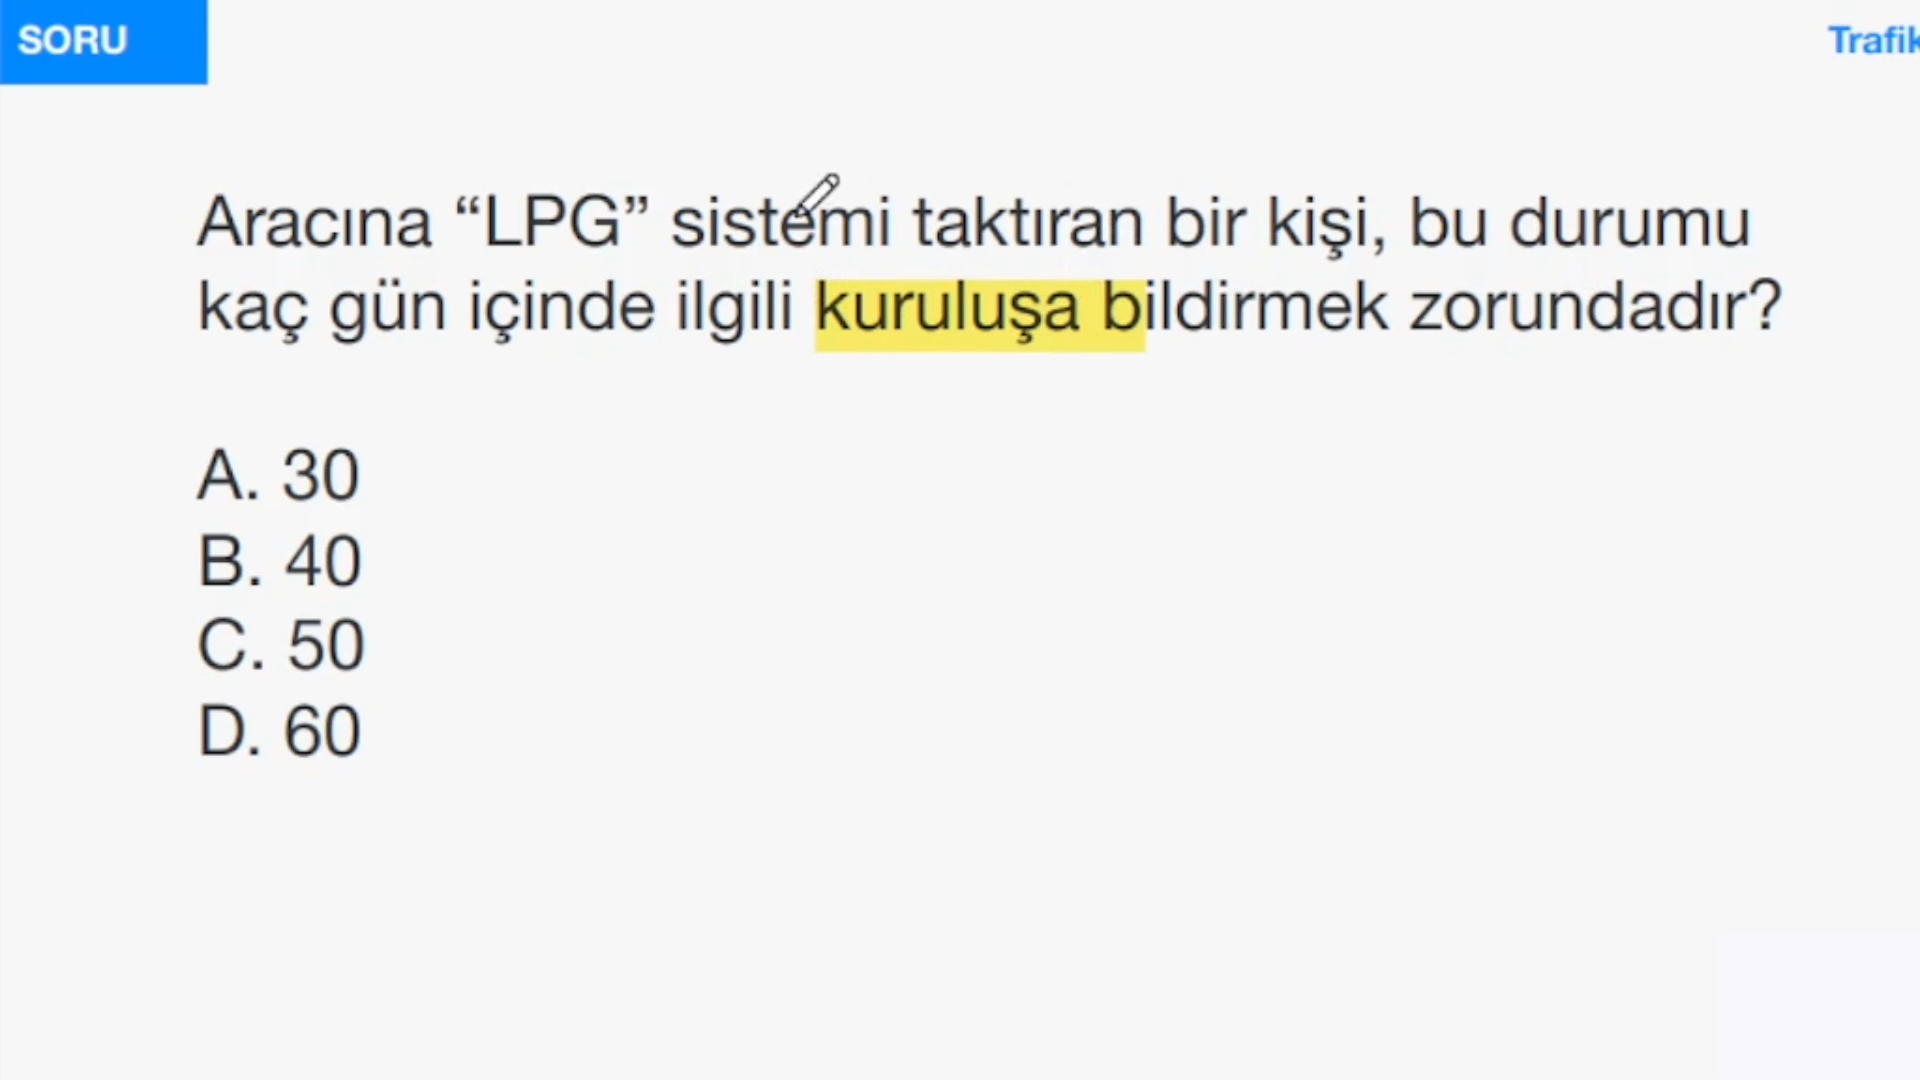 SORU
Trafik
Aracına “LPG” sistemi taktıran bir kişi, bu durumu
kaç gün içinde ilgili kuruluşa bildirmek zorundadır?
A. 30
B. 40
C. 50
D. 60